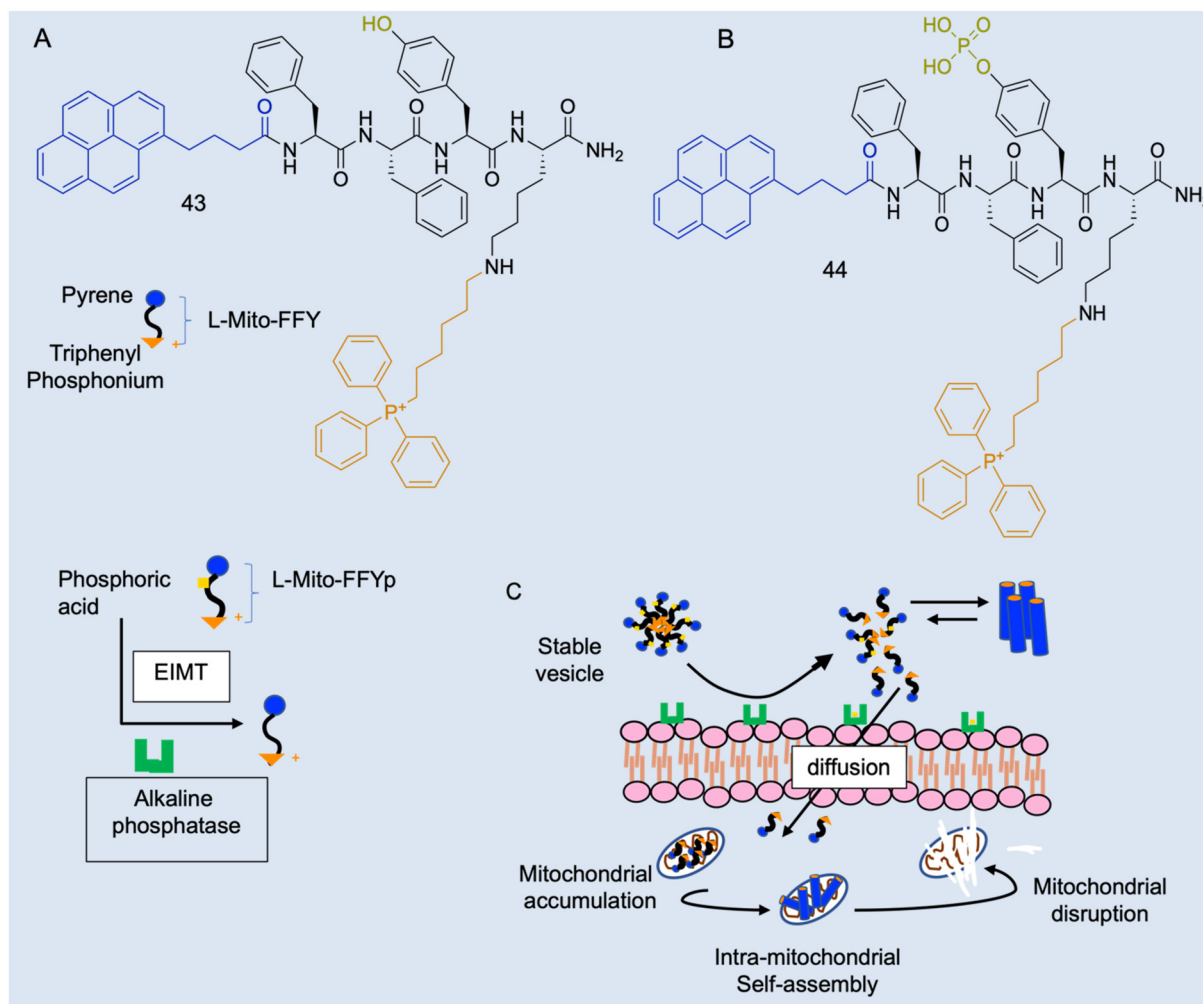 A
HO
O
O
O
H
N
H
N
N
H
N
H
O
O
NH2
43
NH
P+
Pyrene
L-Mito-FFY
+
Triphenyl
Phosphonium
B
HO
O
P
HO
O
O
O
O
H
N
H
N
N
H
N
H
O
O
NH
44
NH
P+
Phosphoric
acid
L-Mito-FFYp
+
EIMT
+
Alkaline
phosphatase
C
Stable
vesicle
diffusion
Mitochondrial
accumulation
Mitochondrial
disruption
Intra-mitochondrial
Self-assembly